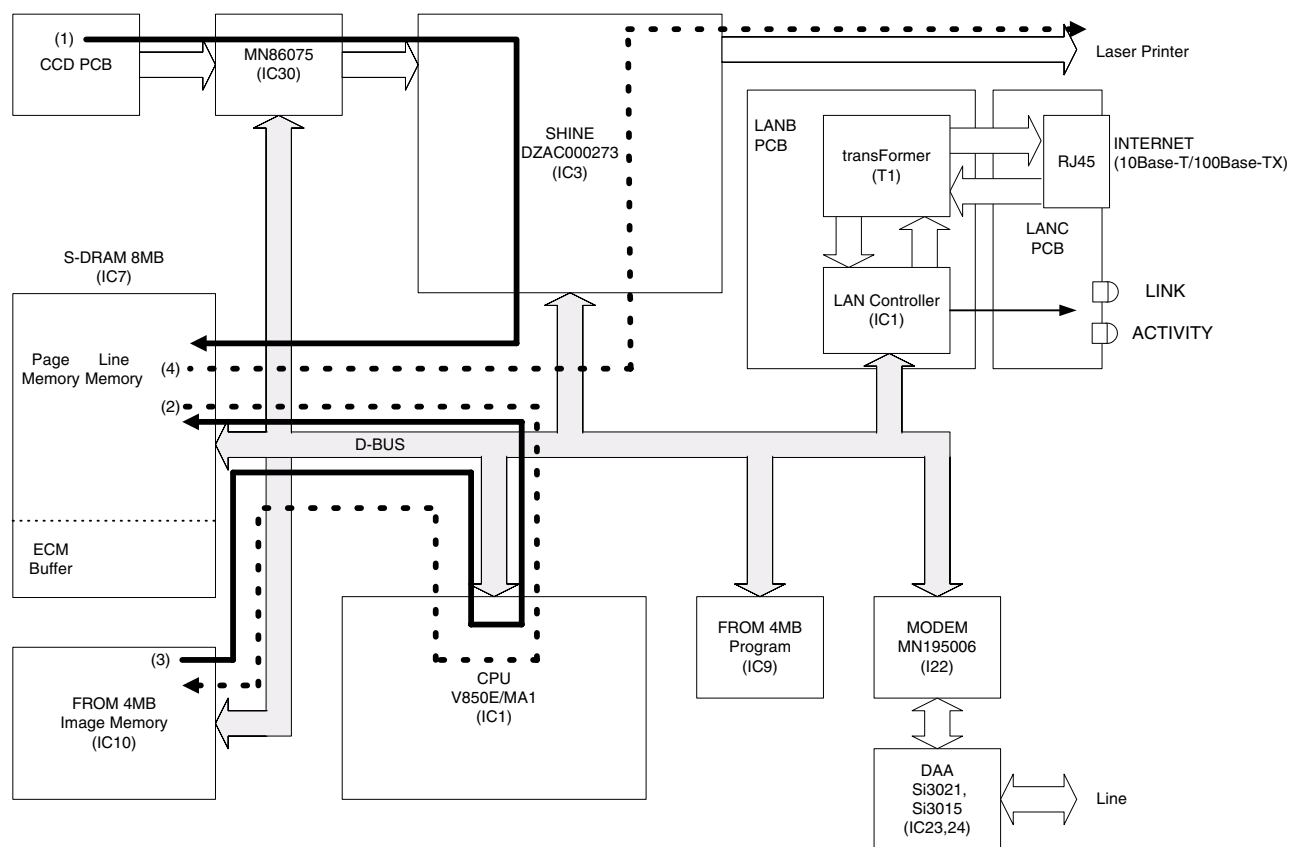 (1)
CCD PCB
MN86075
(IC30)
SHINE
DZAC000273
(IC3)
Laser Printer
LANB
PCB
transFormer
(T1)
RJ45
INTERNET
(10Base-T/100Base-TX)
LANC
PCB
LAN Controller
(IC1)
LINK
ACTIVITY
S-DRAM 8MB
(IC7)
Page
Memory
Line
Memory
(4)
(2)
D-BUS
ECM
Buffer
(3)
FROM 4MB
Image Memory
(IC10)
CPU
V850E/MA1
(IC1)
FROM 4MB
Program
(IC9)
MODEM
MN195006
(I22)
DAA
Si3021,
Si3015
(IC23,24)
Line